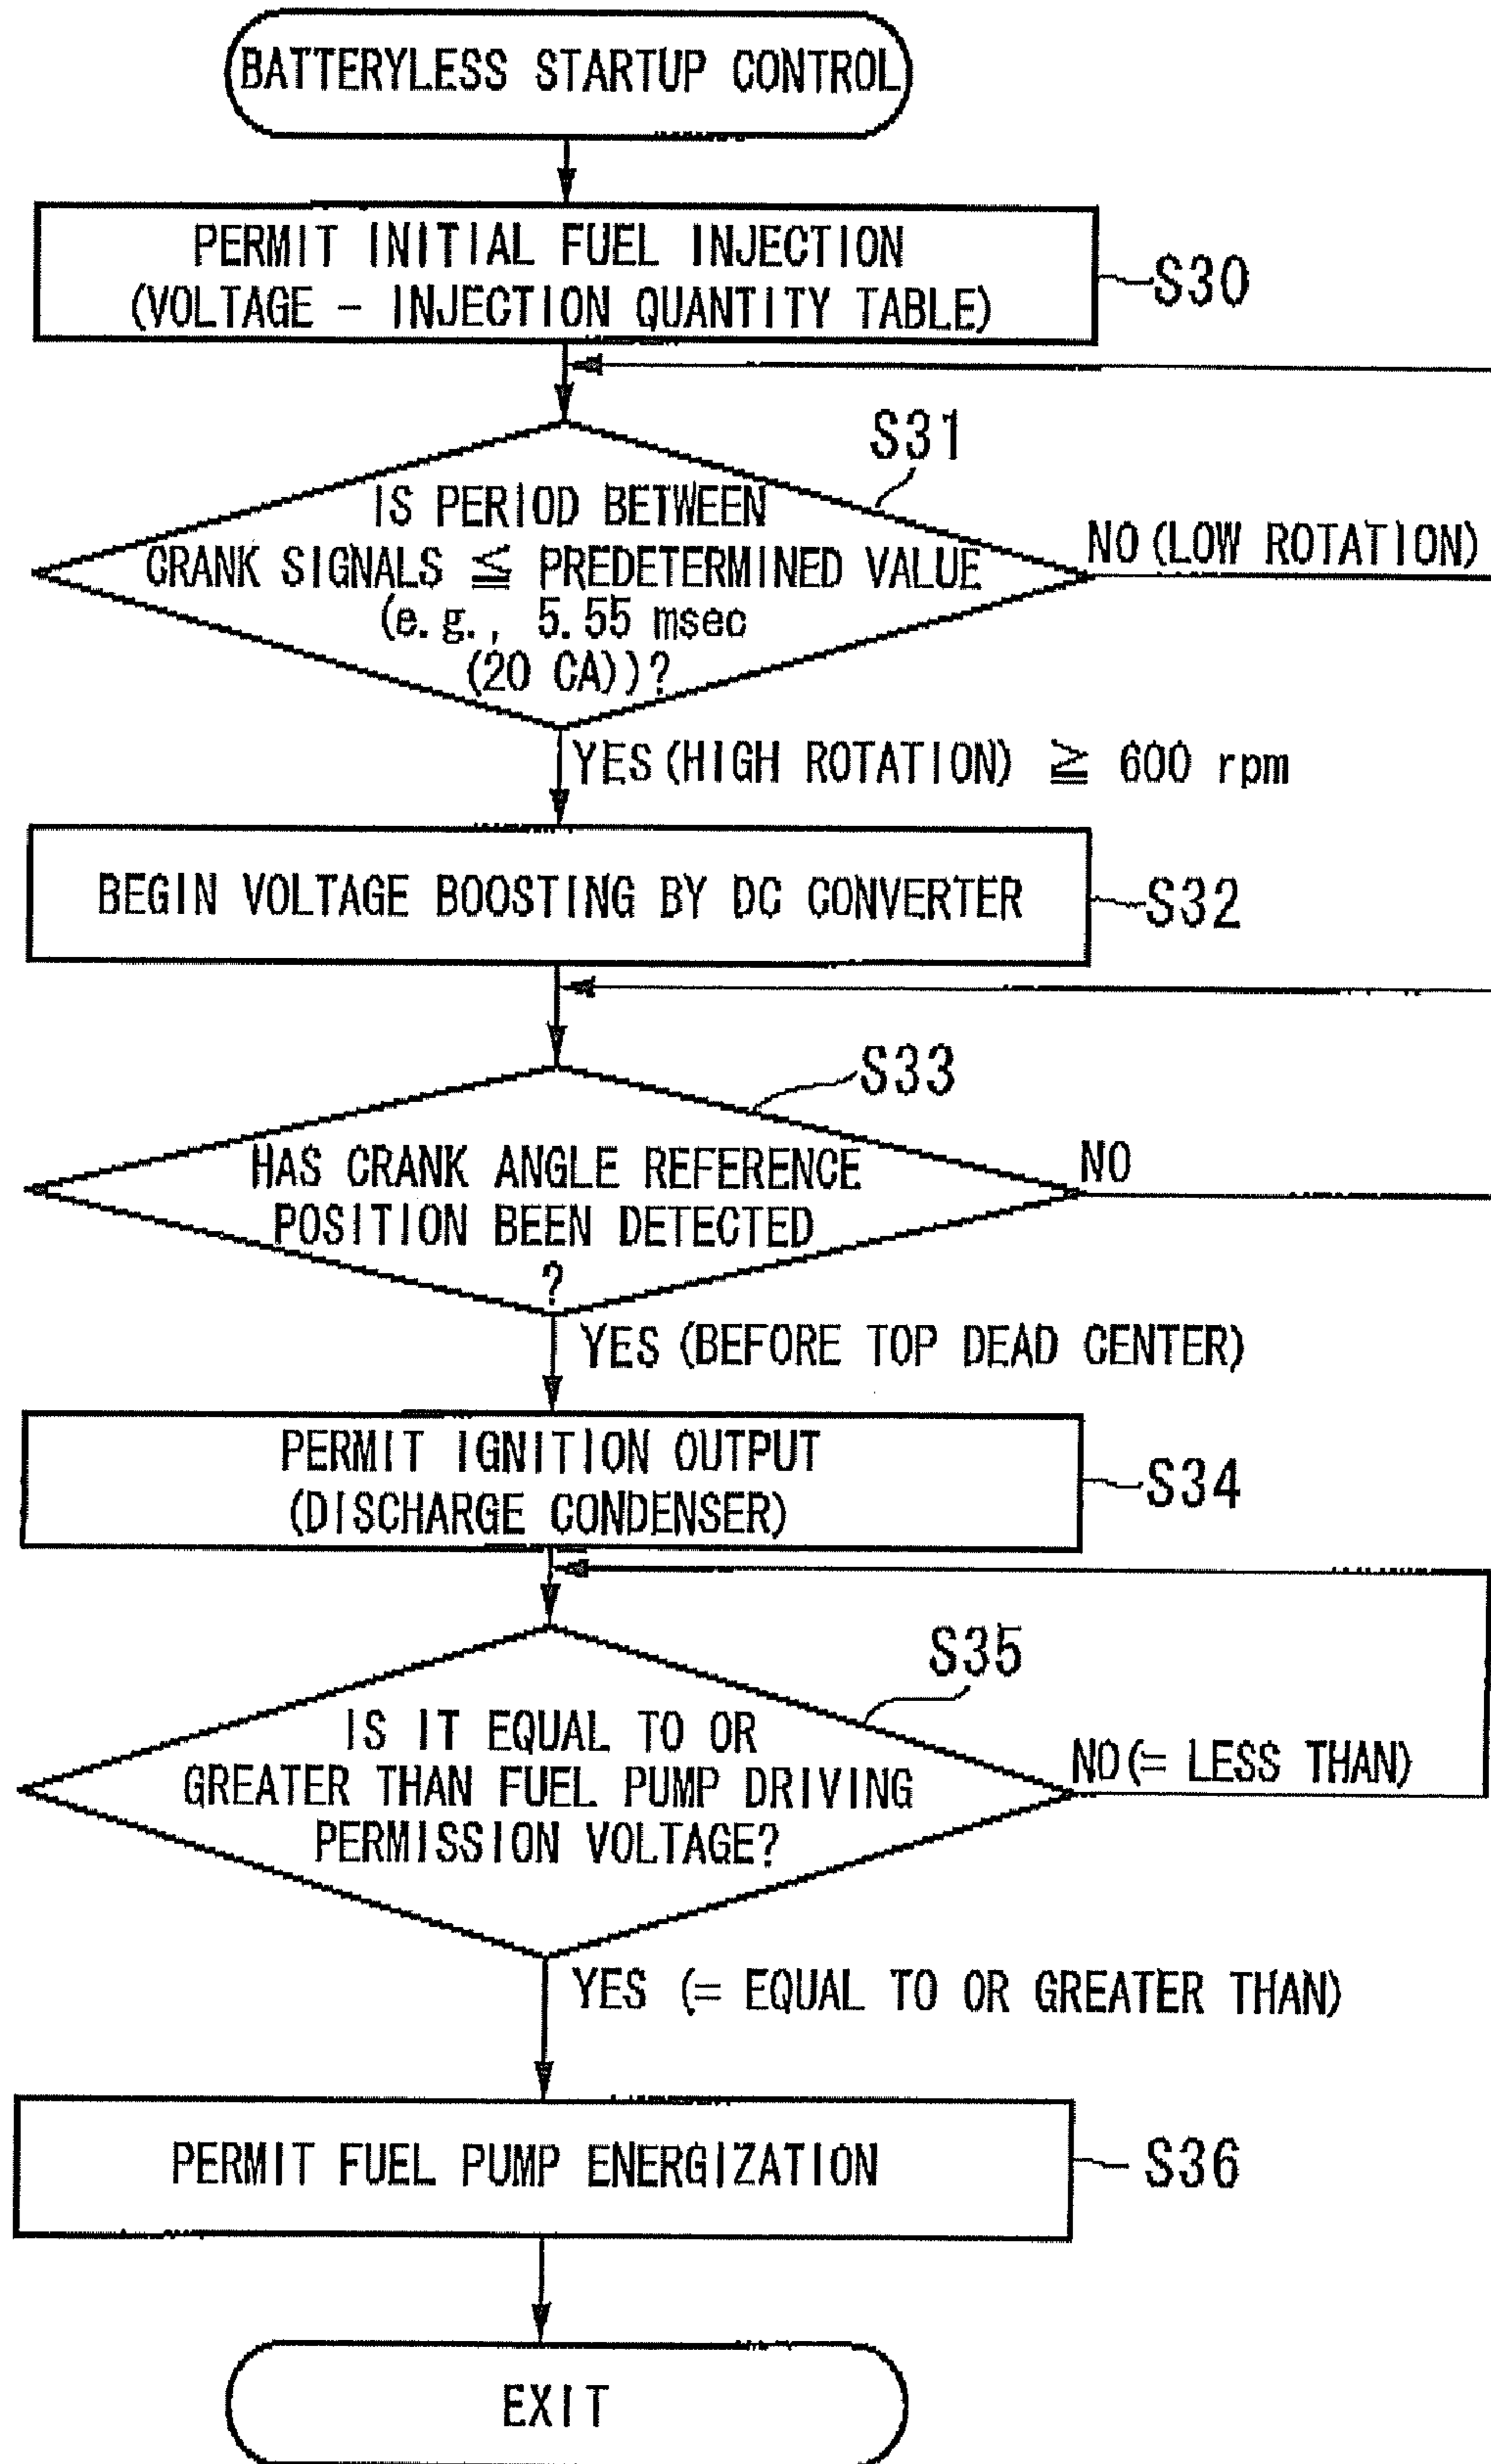 BATTERYLESS STARTUP CONTROL
PERMIT INITIAL FUEL INJECTION
(VOLTAGE - INJECTION QUANTITY TABLE)
S30
S31
IS PERIOD BETWEEN
CRANK SIGNALS ≦ PREDETERMINED VALUE
(e.g., 5.55 msec
(20 CA))?
NO (LOW ROTATION)
YES (HIGH ROTATION) ≧ 600 rpm
BEGIN VOLTAGE BOOSTING BY DC CONVERTER
S32
S33
HAS CRANK ANGLE REFERENCE
POSITION BEEN DETECTED
?
NO
YES (BEFORE TOP DEAD CENTER)
PERMIT IGNITION OUTPUT
(DISCHARGE CONDENSER)
S34
S35
IS IT EQUAL TO OR
GREATER THAN FUEL PUMP DRIVING
PERMISSION VOLTAGE?
NO (= LESS THAN)
YES (= EQUAL TO OR GREATER THAN)
PERMIT FUEL PUMP ENERGIZATION
S36
EXIT